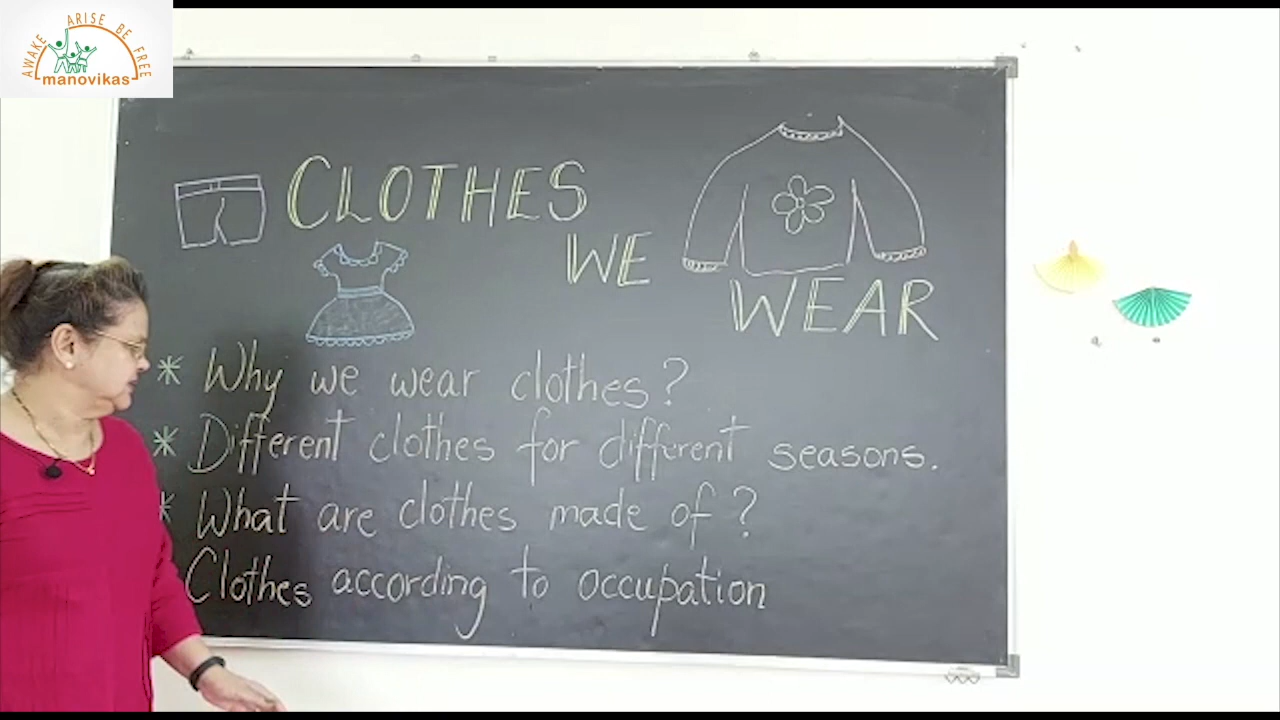 AWAKE ARISE BE FREE
manovikas
CLOTHES
WE
WEAR
* Why we wear clothes?
* Different clothes for different seasons.
* What are clothes made of?
Clothes according to occupation